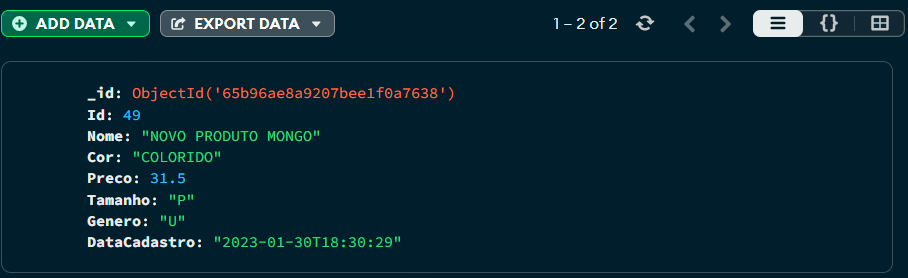 ADD DATA EXPORT DATA 1 – 2 of 2 {}
_id: ObjectId('65b96ae8a9207bee1f0a7638')
Id: 49
Nome: "NOVO PRODUTO MONGO"
Cor: "COLORIDO"
Preco: 31.5
Tamanho: "P"
Genero: "U"
DataCadastro: "2023-01-30T18:30:29"